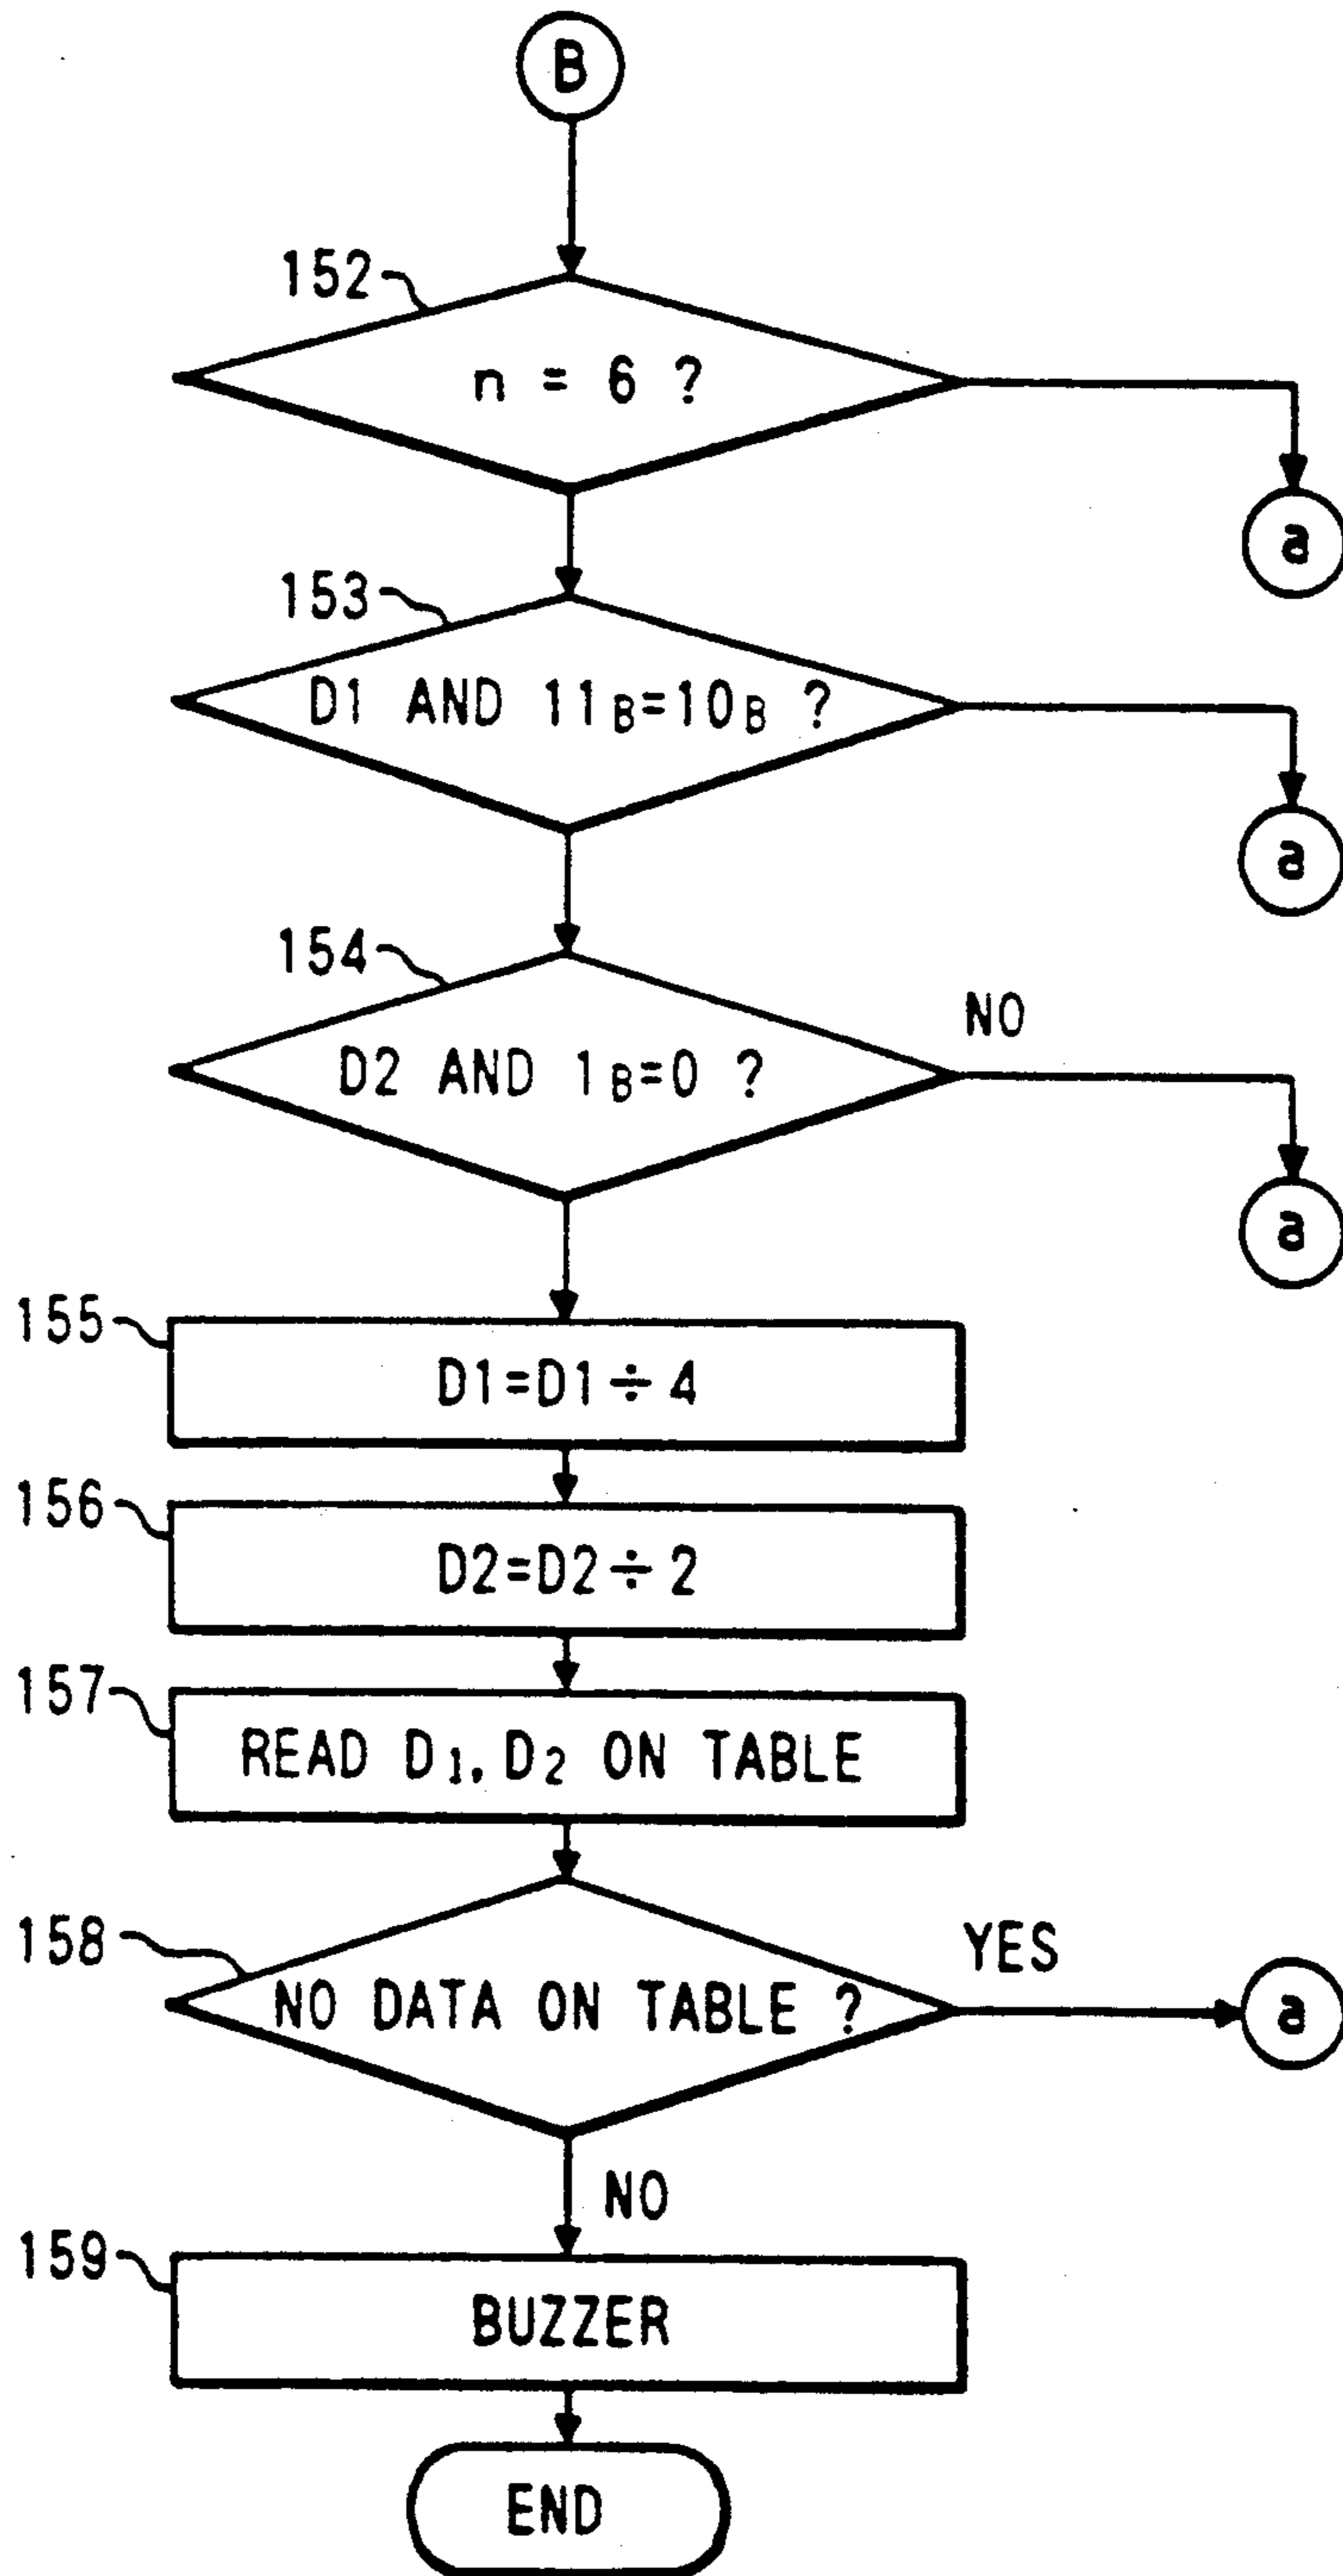 B
152
n = 6 ?
a
153
D1 AND 11B=10B ?
a
154
NO
D2 AND 1B=0 ?
a
155
D1=D1÷4
156
D2=D2÷2
157
READ D1, D2 ON TABLE
158
YES
NO DATA ON TABLE ?
a
NO
159
BUZZER
END